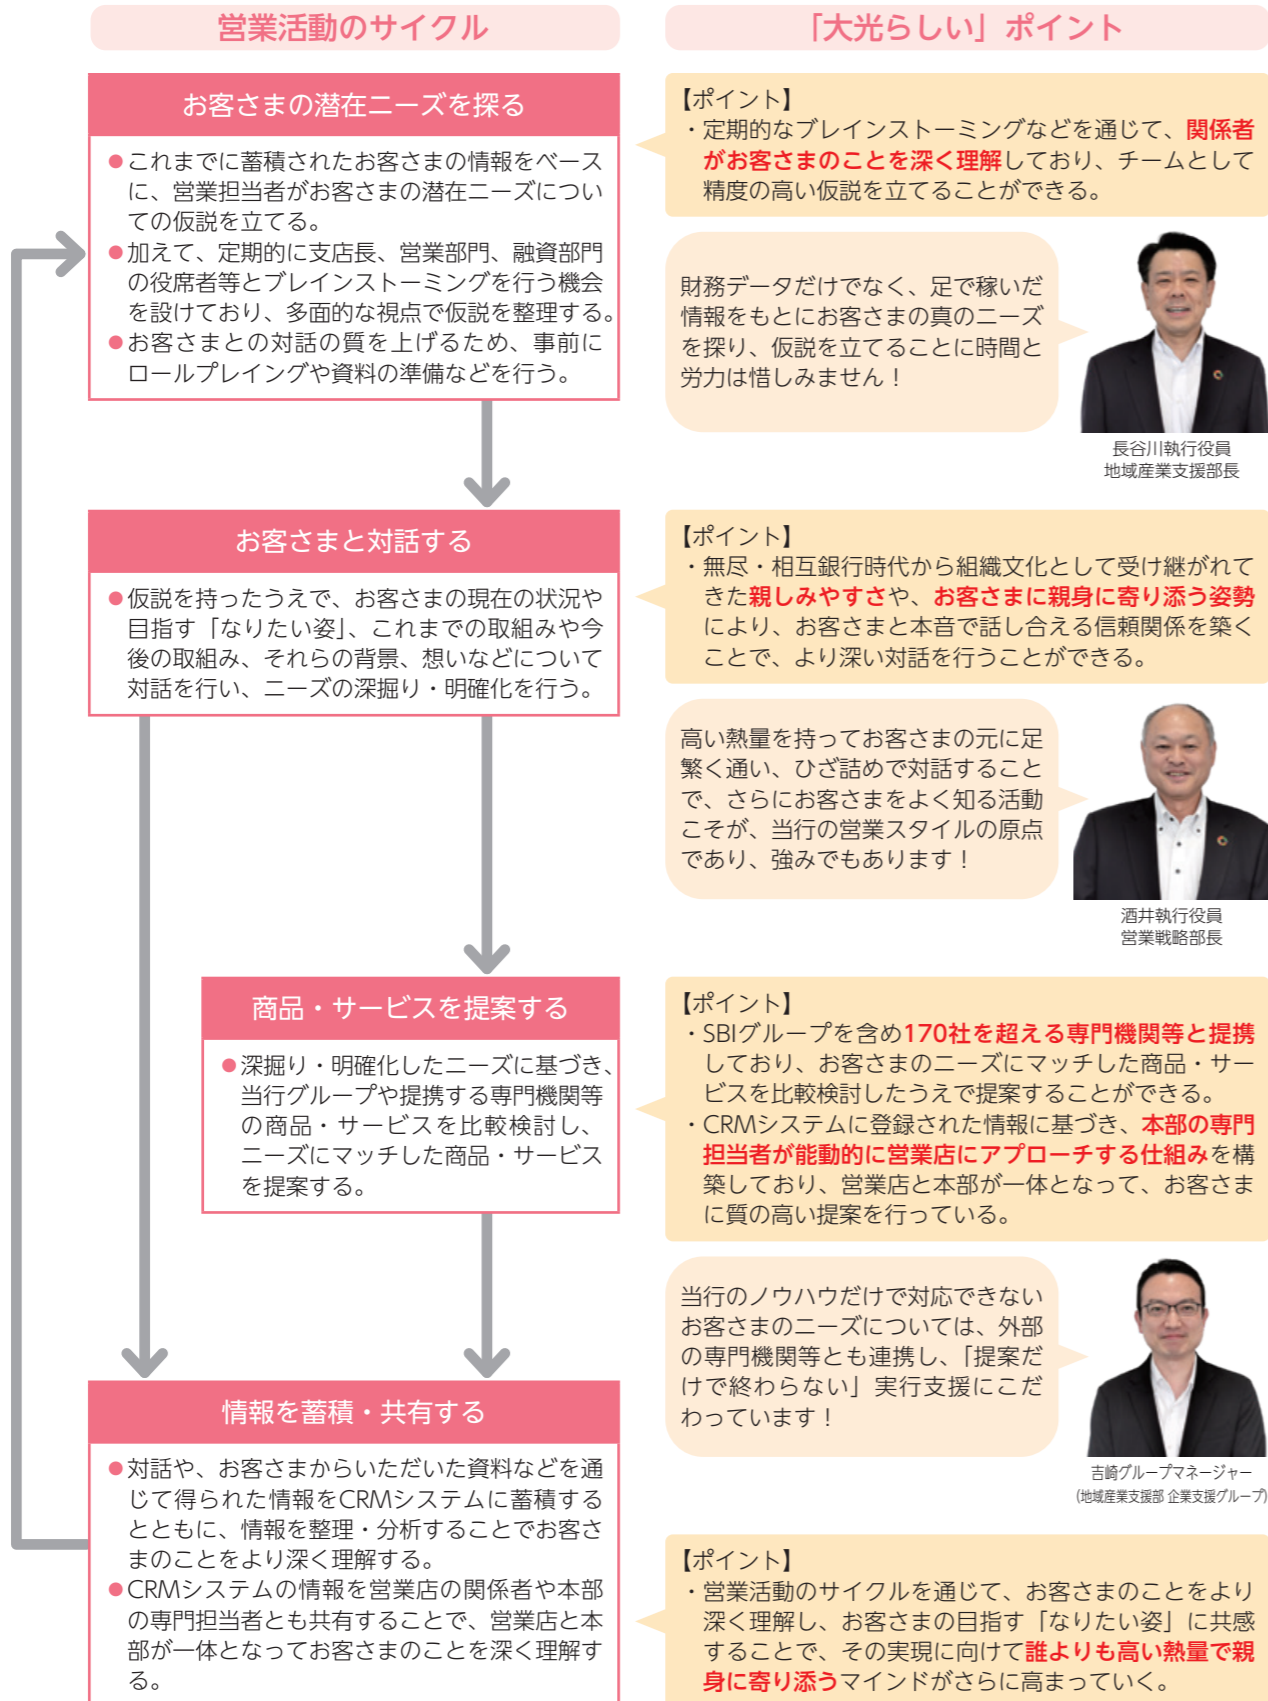 営業活動のサイクル
「大光らしい」ポイント
お客さまの潜在ニーズを探る
●これまでに蓄積されたお客さまの情報をベース
に、営業担当者がお客さまの潜在ニーズについ
ての仮説を立てる。
●加えて、定期的に支店長、営業部門、融資部門
の役席者等とブレインストーミングを行う機会
を設けており、多面的な視点で仮説を整理する。
●お客さまとの対話の質を上げるため、事前に
ロールプレイングや資料の準備などを行う。
【ポイント】
・定期的なブレインストーミングなどを通じて、関係者
がお客さまのことを深く理解しており、チームとして
精度の高い仮説を立てることができる。
財務データだけでなく、足で稼いだ
情報をもとにお客さまの真のニーズ
を探り、仮説を立てることに時間と
労力は惜しみません！
長谷川執行役員
地域産業支援部長
お客さまと対話する
●仮説を持ったうえで、お客さまの現在の状況や
目指す「なりたい姿」、これまでの取組みや今
後の取組み、それらの背景、想いなどについて
対話を行い、ニーズの深掘り・明確化を行う。
【ポイント】
・無尽・相互銀行時代から組織文化として受け継がれて
きた親しみやすさや、お客さまに親身に寄り添う姿勢
により、お客さまと本音で話し合える信頼関係を築く
ことで、より深い対話を行うことができる。
高い熱量を持ってお客さまの元に足
繁く通い、ひざ詰めで対話すること
で、さらにお客さまをよく知る活動
こそが、当行の営業スタイルの原点
であり、強みでもあります！
酒井執行役員
営業戦略部長
商品・サービスを提案する
●深掘り・明確化したニーズに基づき、
当行グループや提携する専門機関等
の商品・サービスを比較検討し、
ニーズにマッチした商品・サービス
を提案する。
【ポイント】
・SBIグループを含め170社を超える専門機関等と提携
しており、お客さまのニーズにマッチした商品・サー
ビスを比較検討したうえで提案することができる。
・CRMシステムに登録された情報に基づき、本部の専門
担当者が能動的に営業店にアプローチする仕組みを構
築しており、営業店と本部が一体となって、お客さま
に質の高い提案を行っている。
当行のノウハウだけで対応できない
お客さまのニーズについては、外部
の専門機関等とも連携し、「提案だ
けで終わらない」実行支援にこだ
わっています！
吉崎グループマネージャー
(地域産業支援部 企業支援グループ)
情報を蓄積・共有する
●対話や、お客さまからいただいた資料などを通
じて得られた情報をCRMシステムに蓄積する
とともに、情報を整理・分析することでお客さ
まのことをより深く理解する。
●CRMシステムの情報を営業店の関係者や本部
の専門担当者とも共有することで、営業店と本
部が一体となってお客さまのことを深く理解す
る。
【ポイント】
・営業活動のサイクルを通じて、お客さまのことをより
深く理解し、お客さまの目指す「なりたい姿」に共感
することで、その実現に向けて誰よりも高い熱量で親
身に寄り添うマインドがさらに高まっていく。